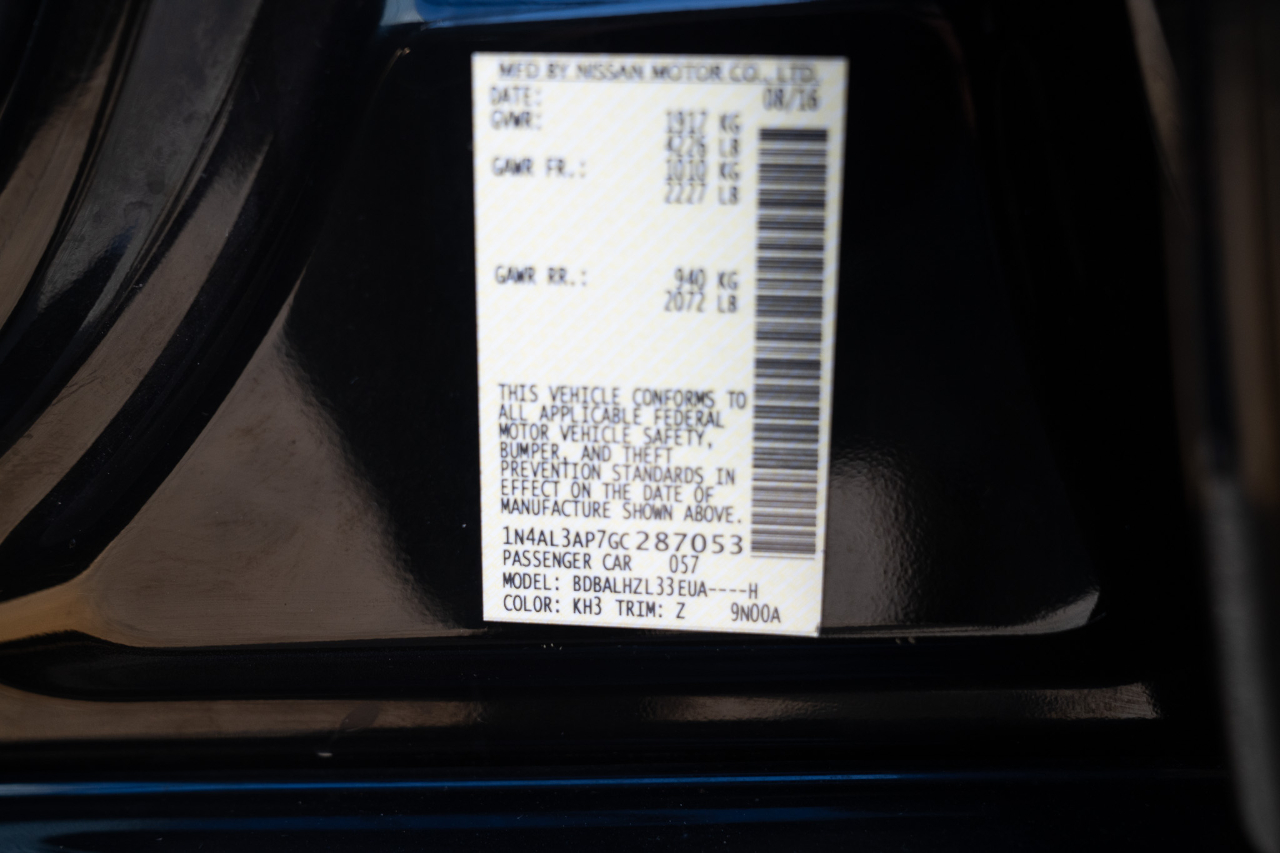 MFD BY NISSAN MOTOR CO., LTD.
DATE: 08/16
GVWR: 1917 KG
4226 LB
GAWR FR.: 1010 KG
2227 LB
GAWR RR.: 940 KG
2072 LB
THIS VEHICLE CONFORMS TO
ALL APPLICABLE FEDERAL
MOTOR VEHICLE SAFETY,
BUMPER, AND THEFT
PREVENTION STANDARDS IN
EFFECT ON THE DATE OF
MANUFACTURE SHOWN ABOVE.
1N4AL3AP7GC287053
PASSENGER CAR 057
MODEL: BDBALHZL33EUA----H
COLOR: KH3 TRIM: Z 9N00A